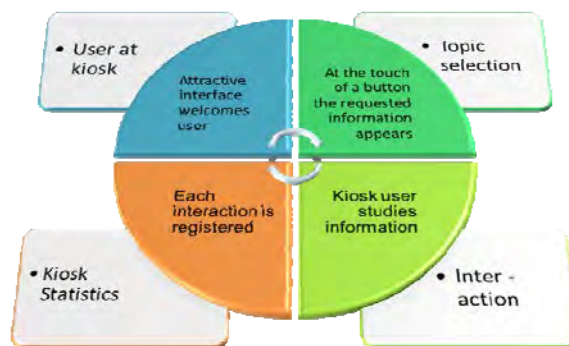 • User at
kiosk
Attractive
interface
welcomes
user
At the touch
of a button
the requested
information
appears
• Topic
selection
Each
interaction is
registered
Kiosk user
studies
information
• Kiosk
Statistics
• Inter -
action